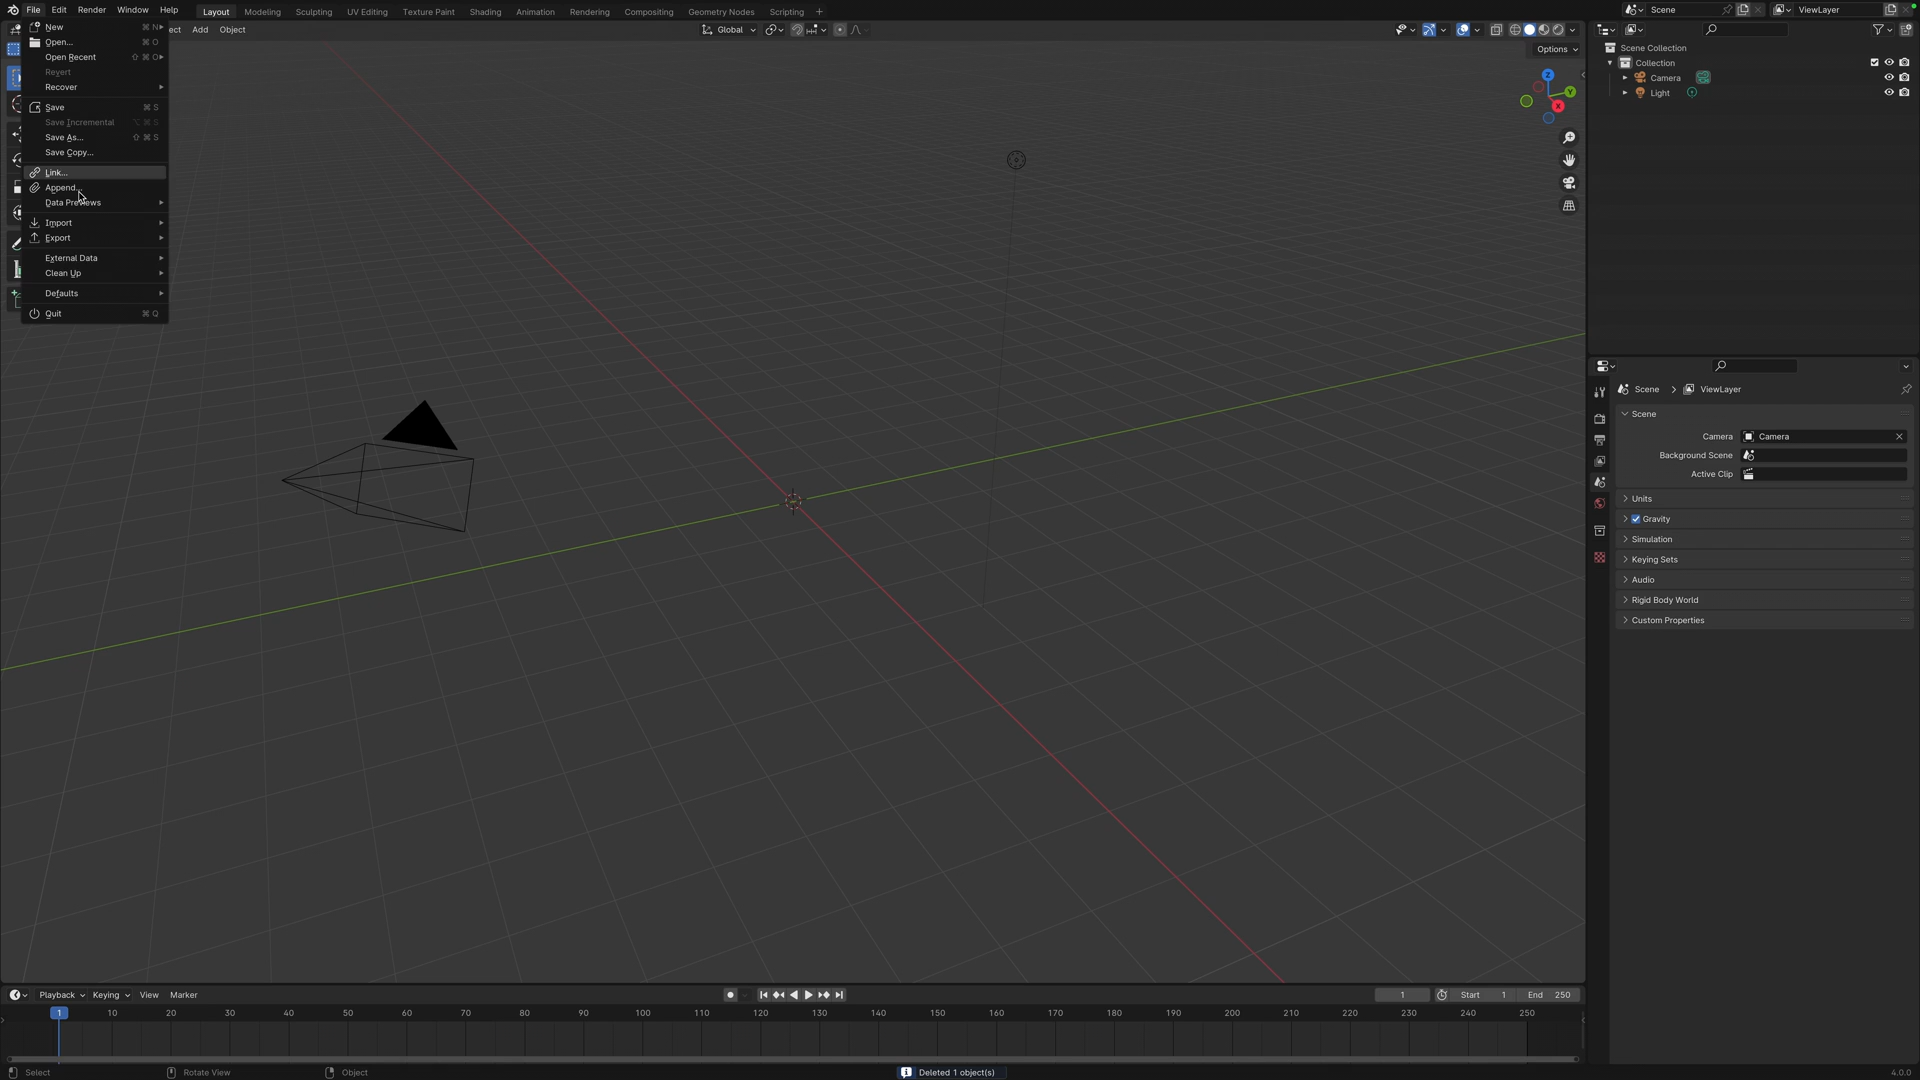 File Edit Render Window Help Layout Modeling Sculpting UV Editing Texture Paint Shading Animation Rendering Compositing Geometry Nodes Scripting + Scene ViewLayer
ect Add Object Global
Options
New ⌘ N
Open... ⌘ O
Open Recent ⇧ ⌘ O
Revert
Recover
Save ⌘ S
Save Incremental ⌥ ⌘ S
Save As... ⇧ ⌘ S
Save Copy...
Link...
Append...
Data Previews
Import
Export
External Data
Clean Up
Defaults
Quit ⌘ Q
Z
Y
X
Scene Collection
Collection
Camera
Light
Scene > ViewLayer
Scene
Camera Camera
Background Scene
Active Clip
Units
Gravity
Simulation
Keying Sets
Audio
Rigid Body World
Custom Properties
Playback Keying View Marker 1 Start 1 End 250
1 10 20 30 40 50 60 70 80 90 100 110 120 130 140 150 160 170 180 190 200 210 220 230 240 250
Select Rotate View Object Deleted 1 object(s) 4.0.0